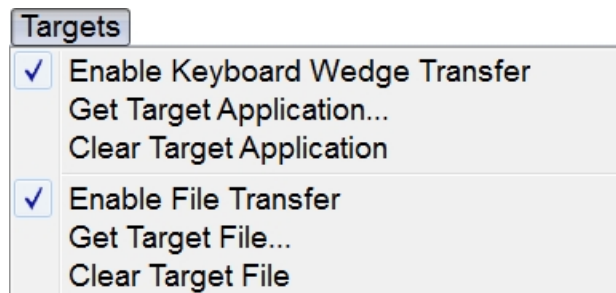 Targets
Enable Keyboard Wedge Transfer
Get Target Application...
Clear Target Application
Enable File Transfer
Get Target File...
Clear Target File